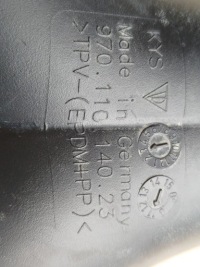 KYS
Made in Germany
970.110.140.23
>TPV-(EPDM+PP)<